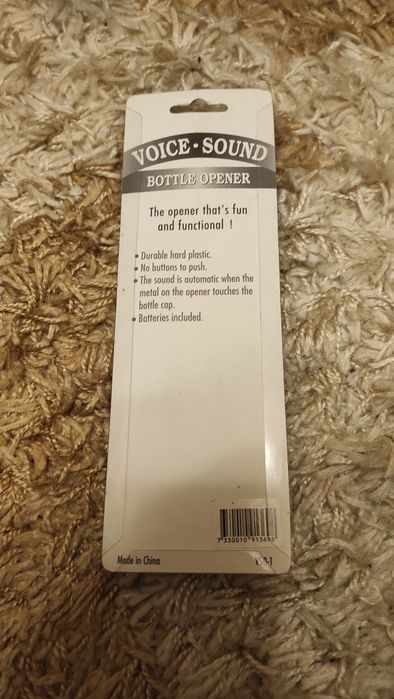 VOICE • SOUND
BOTTLE OPENER
The opener that's fun
and functional !
• Durable hard plastic.
• No buttons to push.
• The sound is automatic when the
metal on the opener touches the
bottle cap.
• Batteries included.
Made in China